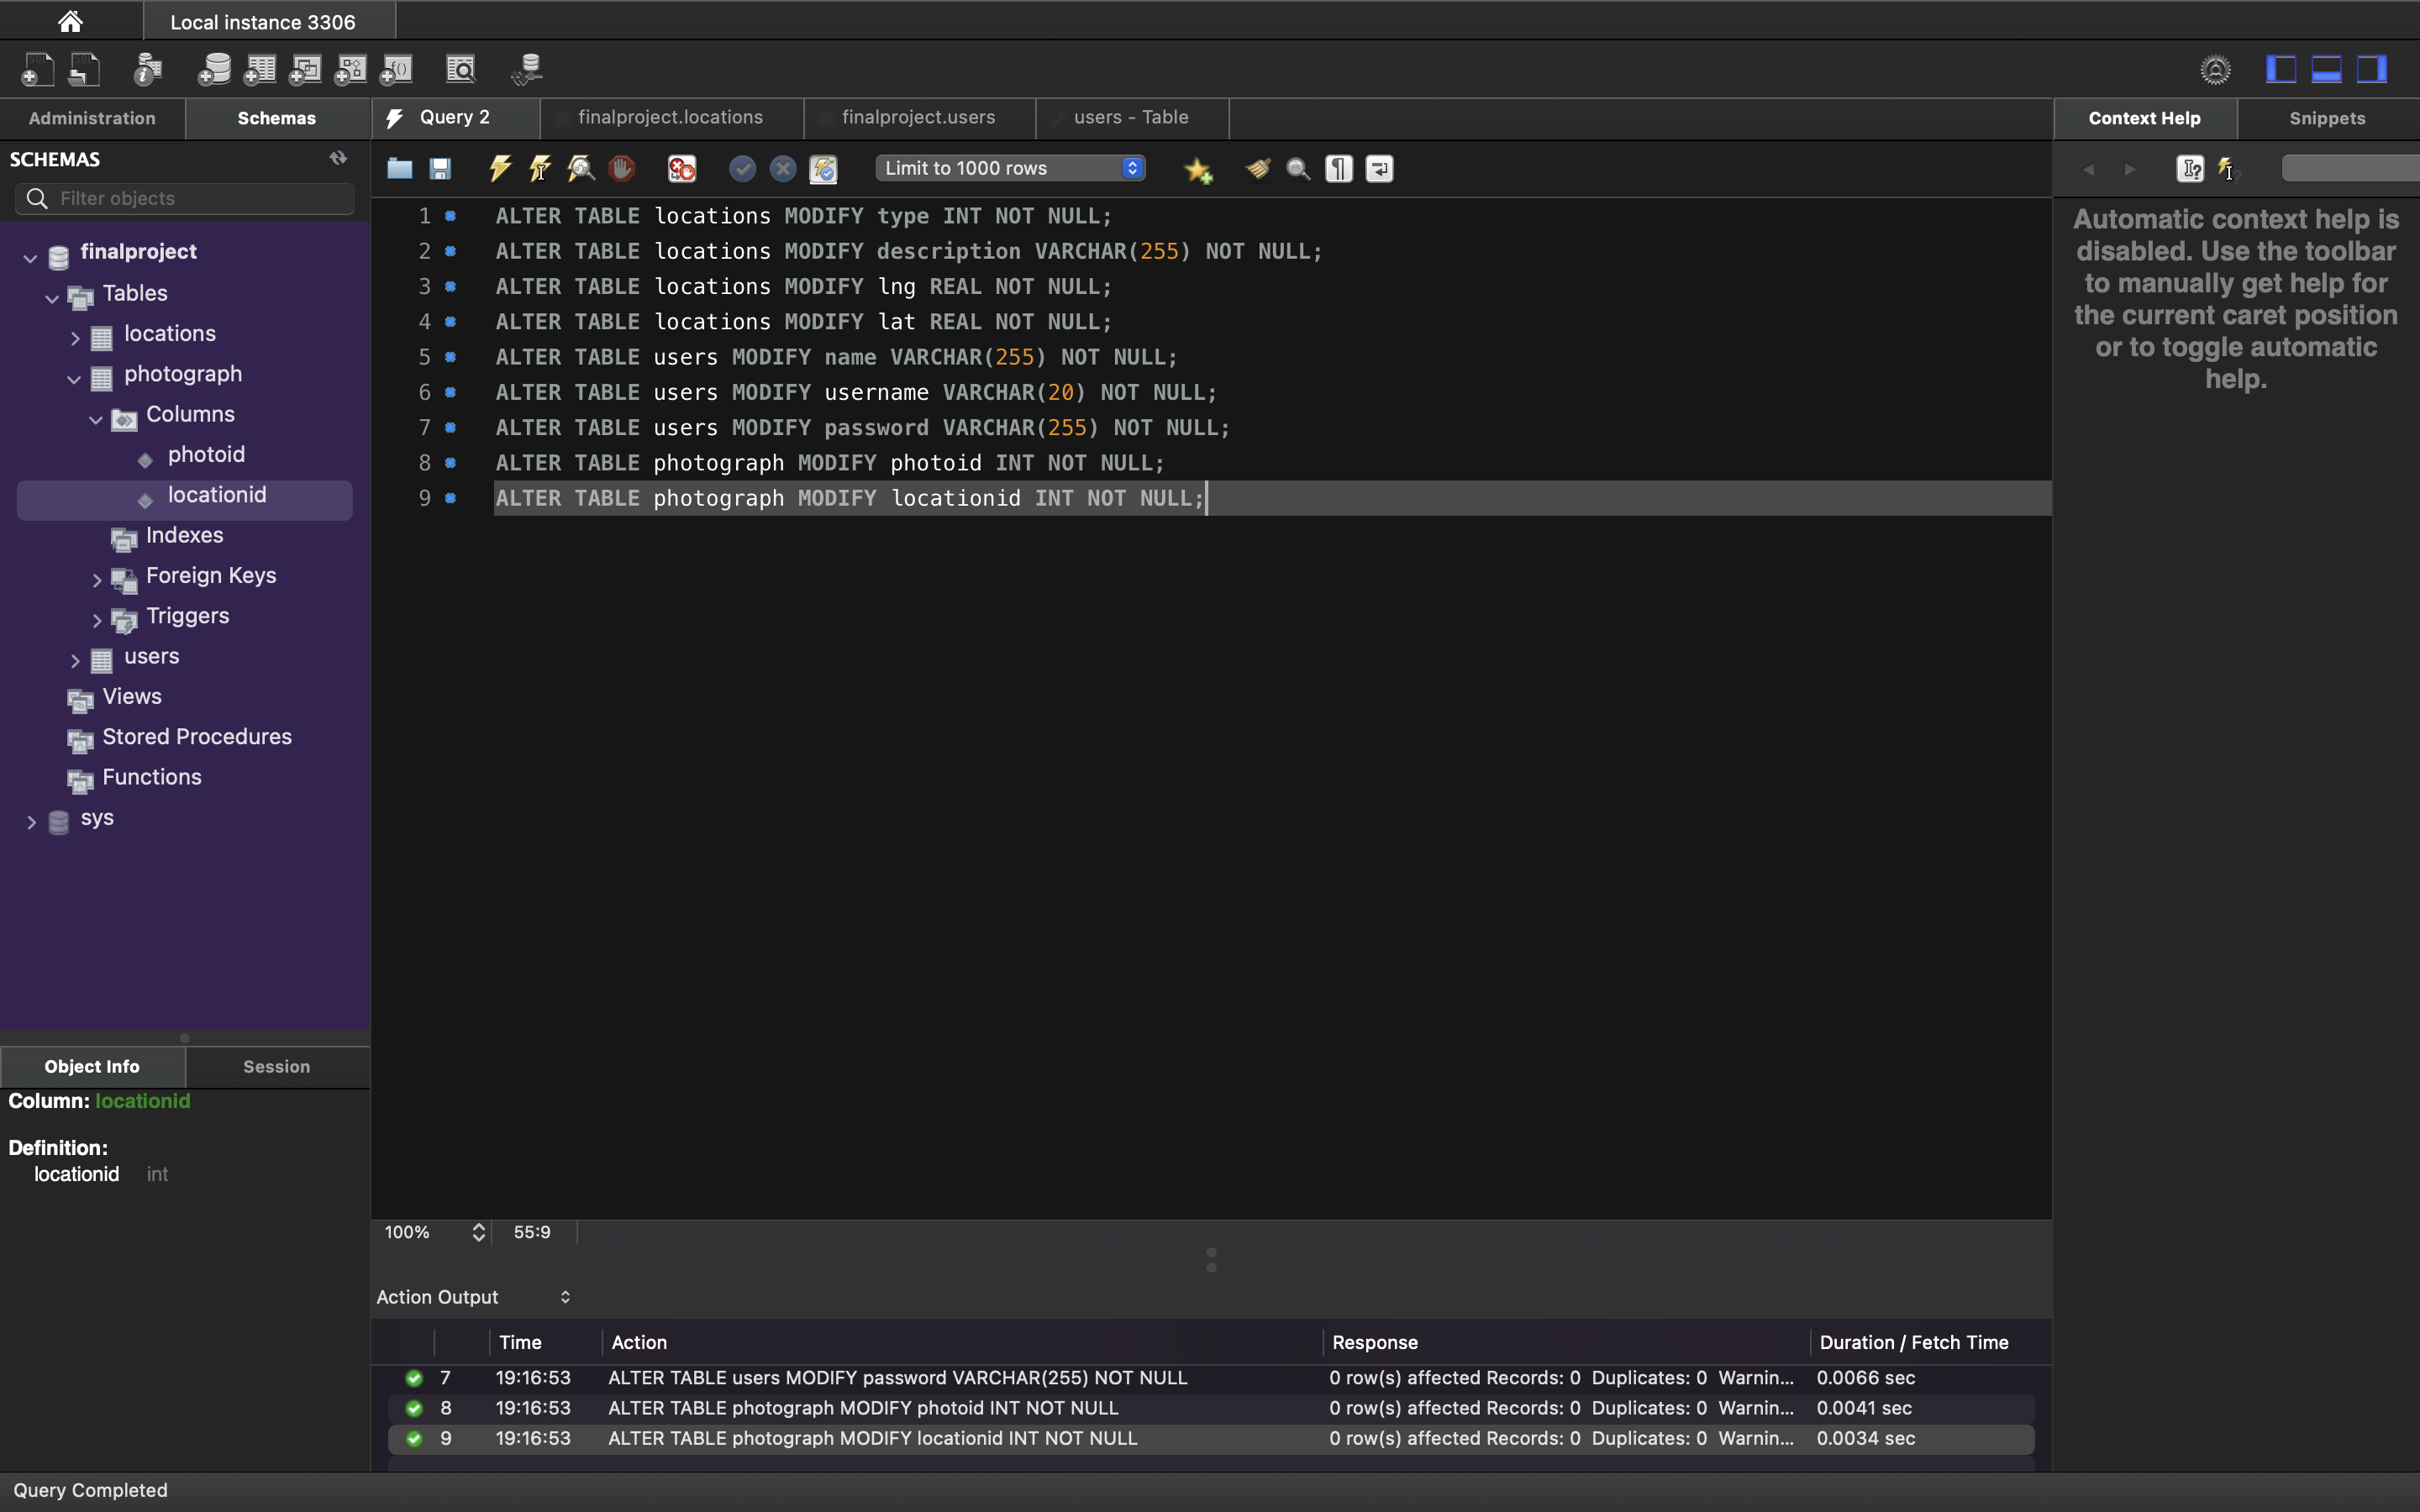 Local instance 3306
Administration
Schemas
Query 2
finalproject.locations
finalproject.users
users - Table
Context Help
Snippets
SCHEMAS
Filter objects
finalproject
Tables
locations
photograph
Columns
photoid
locationid
Indexes
Foreign Keys
Triggers
users
Views
Stored Procedures
Functions
sys
Object Info
Session
Column: locationid
Definition:
locationid int
Limit to 1000 rows
1 ALTER TABLE locations MODIFY type INT NOT NULL;
2 ALTER TABLE locations MODIFY description VARCHAR(255) NOT NULL;
3 ALTER TABLE locations MODIFY lng REAL NOT NULL;
4 ALTER TABLE locations MODIFY lat REAL NOT NULL;
5 ALTER TABLE users MODIFY name VARCHAR(255) NOT NULL;
6 ALTER TABLE users MODIFY username VARCHAR(20) NOT NULL;
7 ALTER TABLE users MODIFY password VARCHAR(255) NOT NULL;
8 ALTER TABLE photograph MODIFY photoid INT NOT NULL;
9 ALTER TABLE photograph MODIFY locationid INT NOT NULL;
Automatic context help is
disabled. Use the toolbar
to manually get help for
the current caret position
or to toggle automatic
help.
100% 55:9
Action Output
Time Action Response Duration / Fetch Time
7 19:16:53 ALTER TABLE users MODIFY password VARCHAR(255) NOT NULL 0 row(s) affected Records: 0 Duplicates: 0 Warnin... 0.0066 sec
8 19:16:53 ALTER TABLE photograph MODIFY photoid INT NOT NULL 0 row(s) affected Records: 0 Duplicates: 0 Warnin... 0.0041 sec
9 19:16:53 ALTER TABLE photograph MODIFY locationid INT NOT NULL 0 row(s) affected Records: 0 Duplicates: 0 Warnin... 0.0034 sec
Query Completed